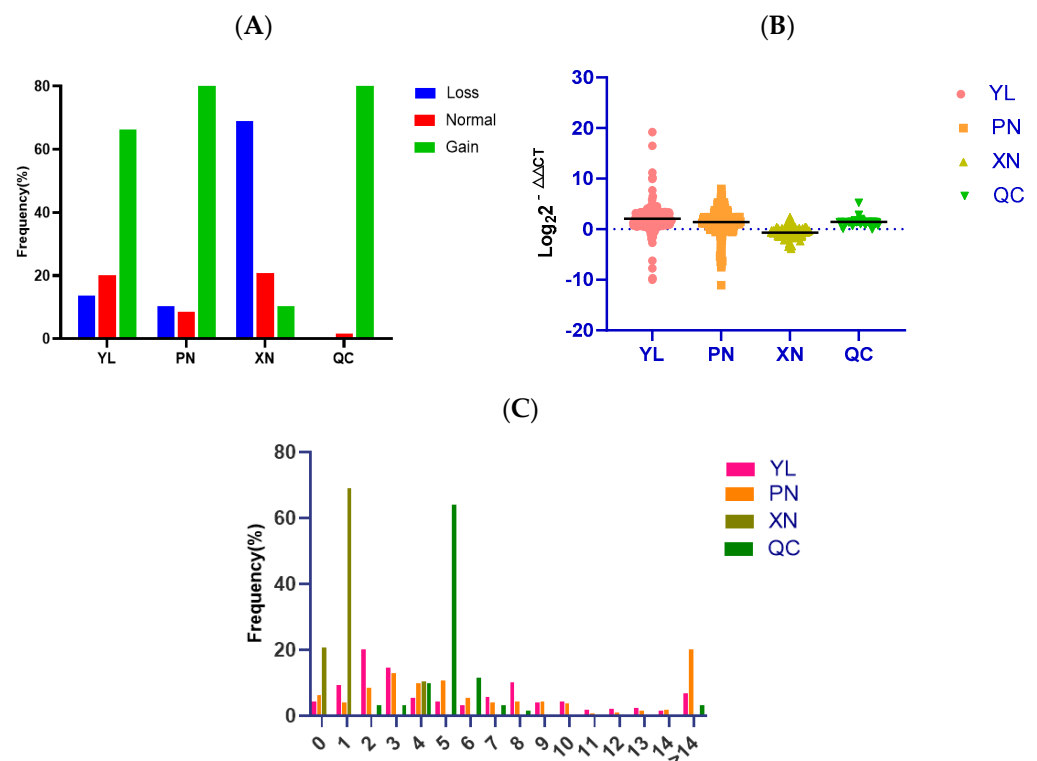 (A)
80
60
40
20
0
Frequency(%)
YL PN XN QC
Loss
Normal
Gain
(B)
30
20
10
0
-10
-20
Log₂2⁻ΔΔCT
YL PN XN QC
YL
PN
XN
QC
(C)
80
60
40
20
0
Frequency(%)
0 1 2 3 4 5 6 7 8 9 10 11 12 13 14 >14
YL
PN
XN
QC